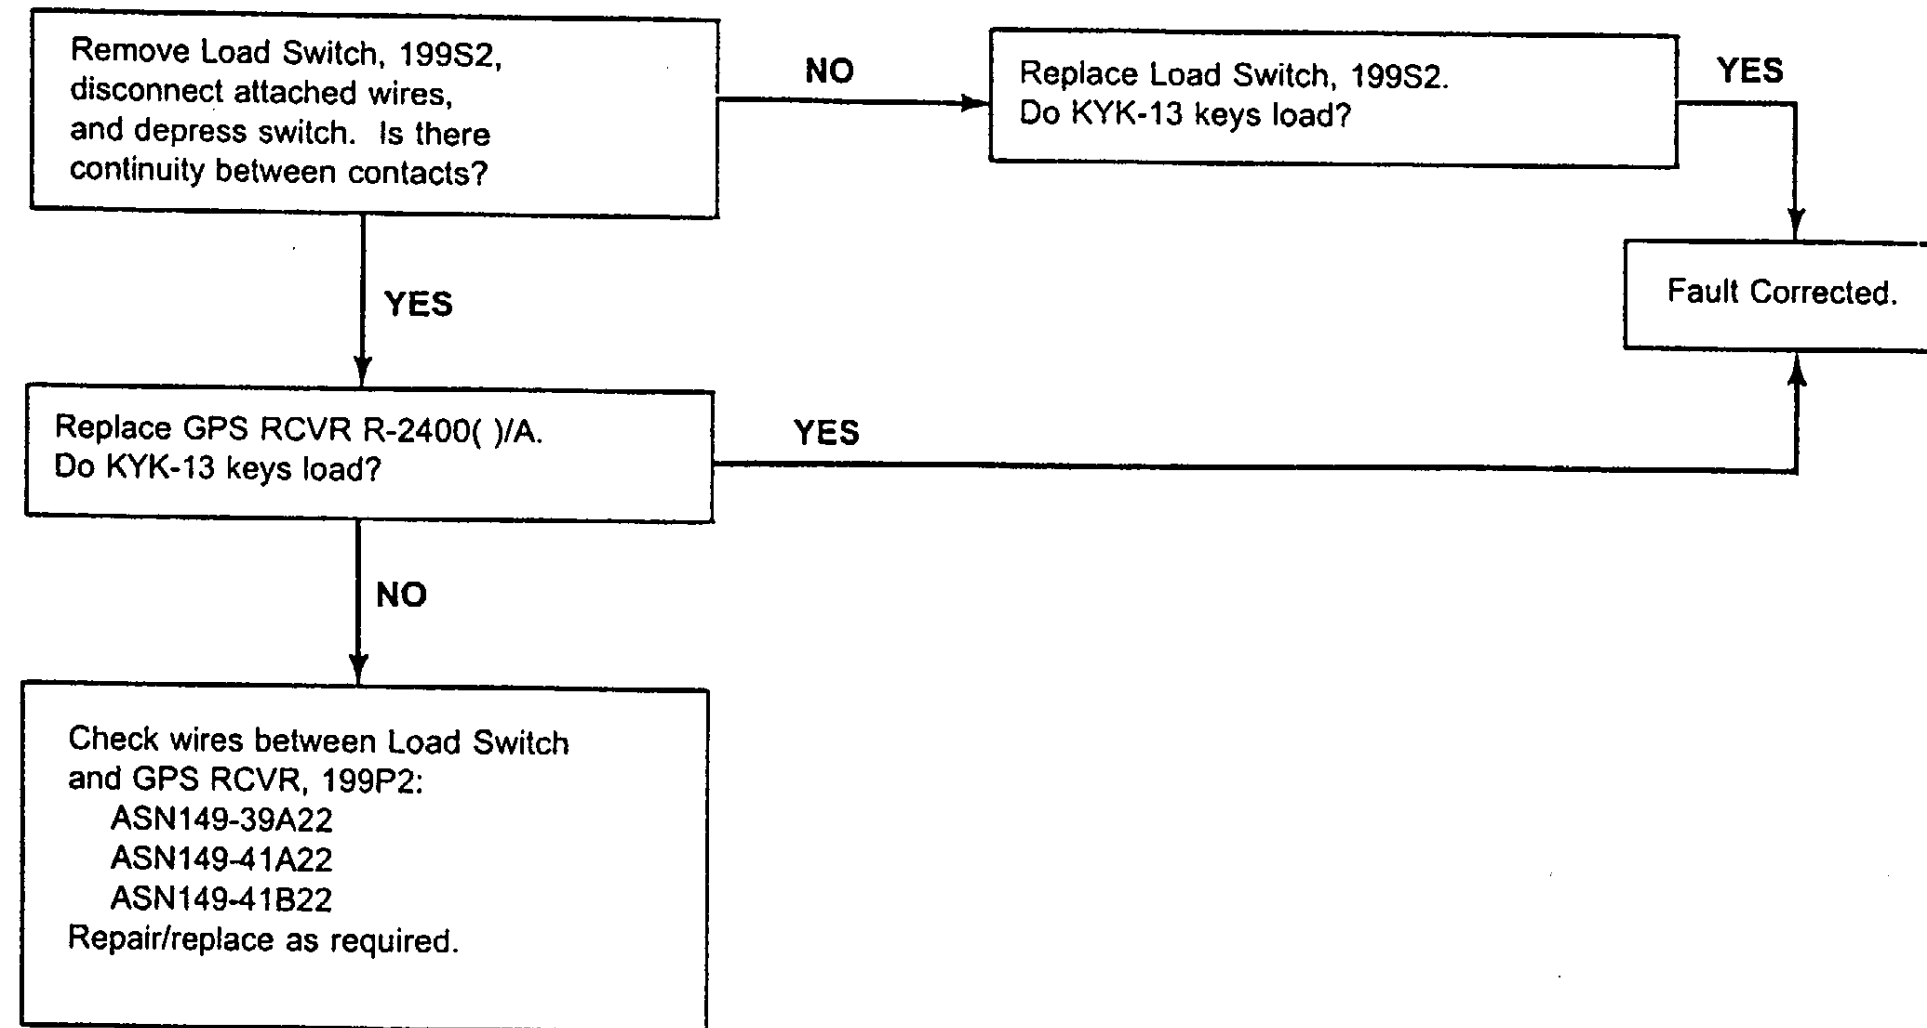 Remove Load Switch, 199S2,
disconnect attached wires,
and depress switch. Is there
continuity between contacts?
NO
Replace Load Switch, 199S2.
Do KYK-13 keys load?
YES
Fault Corrected.
YES
Replace GPS RCVR R-2400( )/A.
Do KYK-13 keys load?
YES
NO
Check wires between Load Switch
and GPS RCVR, 199P2:
ASN149-39A22
ASN149-41A22
ASN149-41B22
Repair/replace as required.